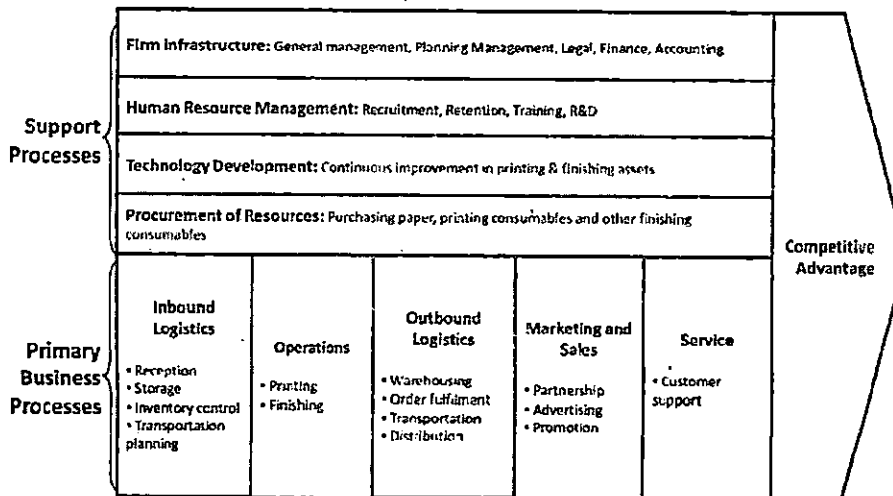 Firm Infrastructure: General management, Planning Management, Legal, Finance, Accounting
Human Resource Management: Recruitment, Retention, Training, R&D
Support
Processes
Technology Development: Continuous improvement in printing & finishing assets
Procurement of Resources: Purchasing paper, printing consumables and other finishing
consumables
Competitive
Advantage
Primary
Business
Processes
Inbound
Logistics
• Reception
• Storage
• Inventory control
• Transportation
planning
Operations
• Printing
• Finishing
Outbound
Logistics
• Warehousing
• Order fulfilment
• Transportation
• Distribution
Marketing and
Sales
• Partnership
• Advertising
• Promotion
Service
• Customer
support